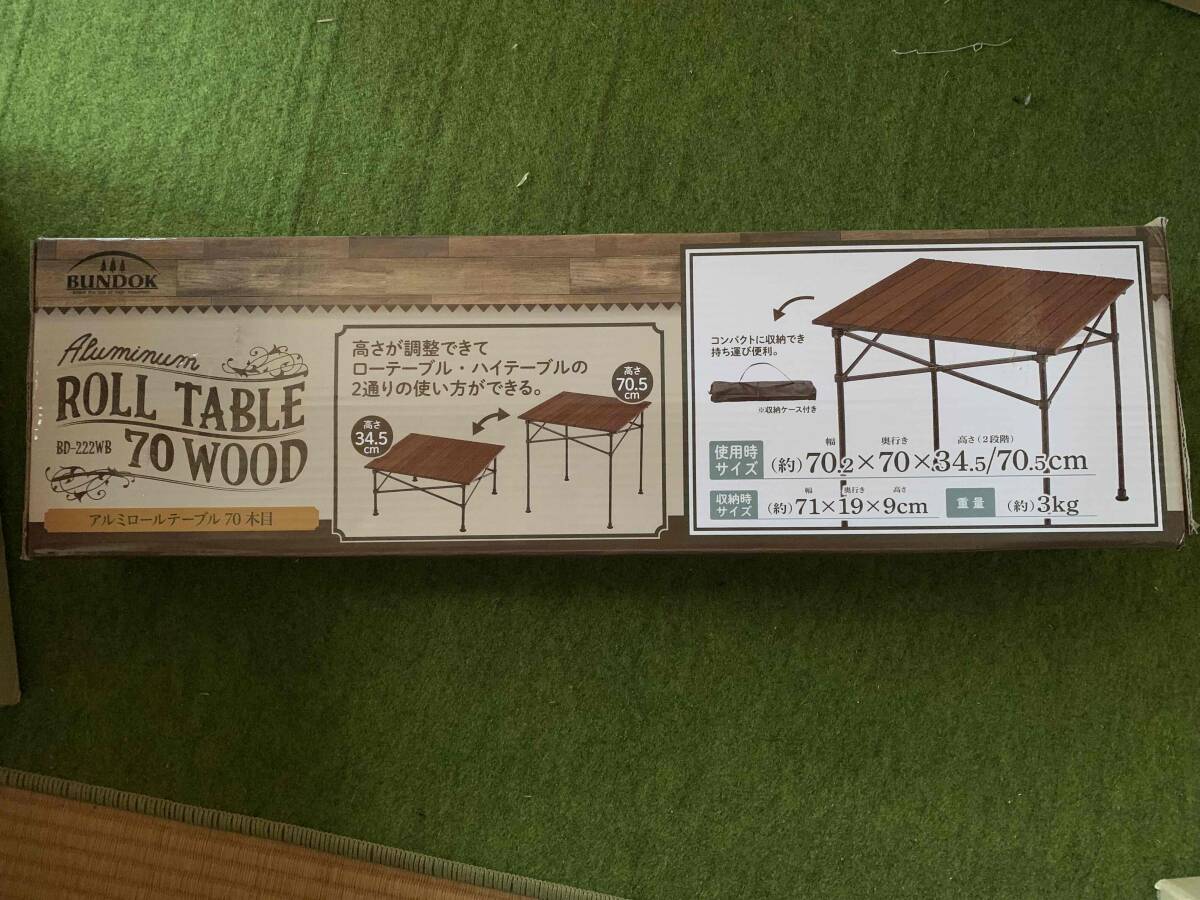 BUNDOK
Aluminum
ROLL TABLE
BD-222WB
70 WOOD
アルミロールテーブル 70 木目
高さが調整できて
ローテーブル・ハイテーブルの
2通りの使い方ができる。
高さ
34.5
cm
高さ
70.5
cm
コンパクトに収納でき
持ち運び便利。
※収納ケース付き
使用時
サイズ
幅 奥行き 高さ(2段階)
(約)70.2×70×34.5/70.5cm
収納時
サイズ
幅 奥行き 高さ
(約)71×19×9cm
重量
(約)3kg